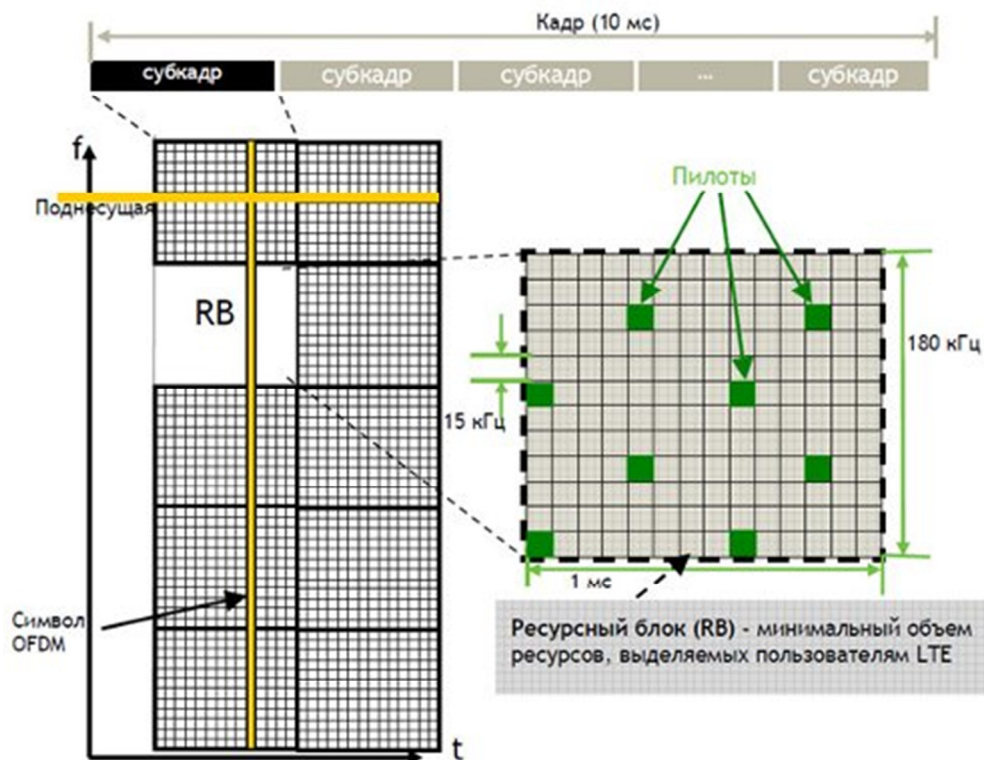 Кадр (10 мс)
субкадр
субкадр
субкадр
...
субкадр
f
Пилоты
Поднесущая
RB
180 кГц
15 кГц
1 мс
Символ
OFDM
Ресурсный блок (RB) - минимальный объем
ресурсов, выделяемых пользователям LTE
t